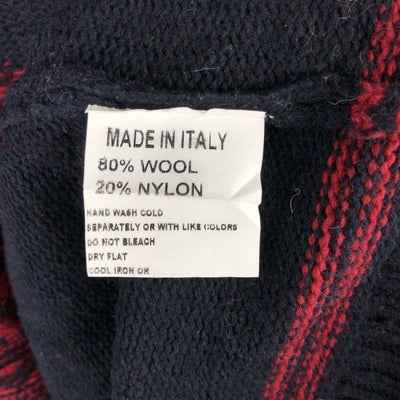 MADE IN ITALY
80% WOOL
20% NYLON
HAND WASH COLD
SEPARATELY OR WITH LIKE COLORS
DO NOT BLEACH
DRY FLAT
COOL IRON OR